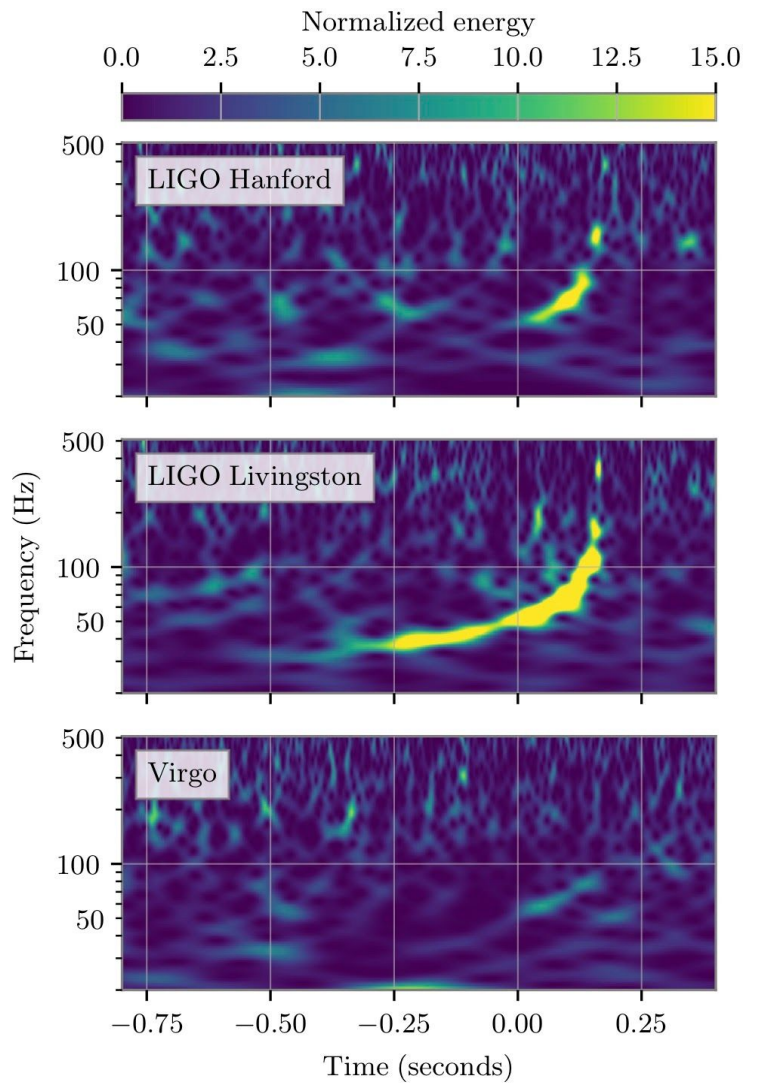 Normalized energy
0.0 2.5 5.0 7.5 10.0 12.5 15.0
500
LIGO Hanford
100
50
500
LIGO Livingston
100
50
Frequency (Hz)
500
Virgo
100
50
−0.75 −0.50 −0.25 0.00 0.25
Time (seconds)